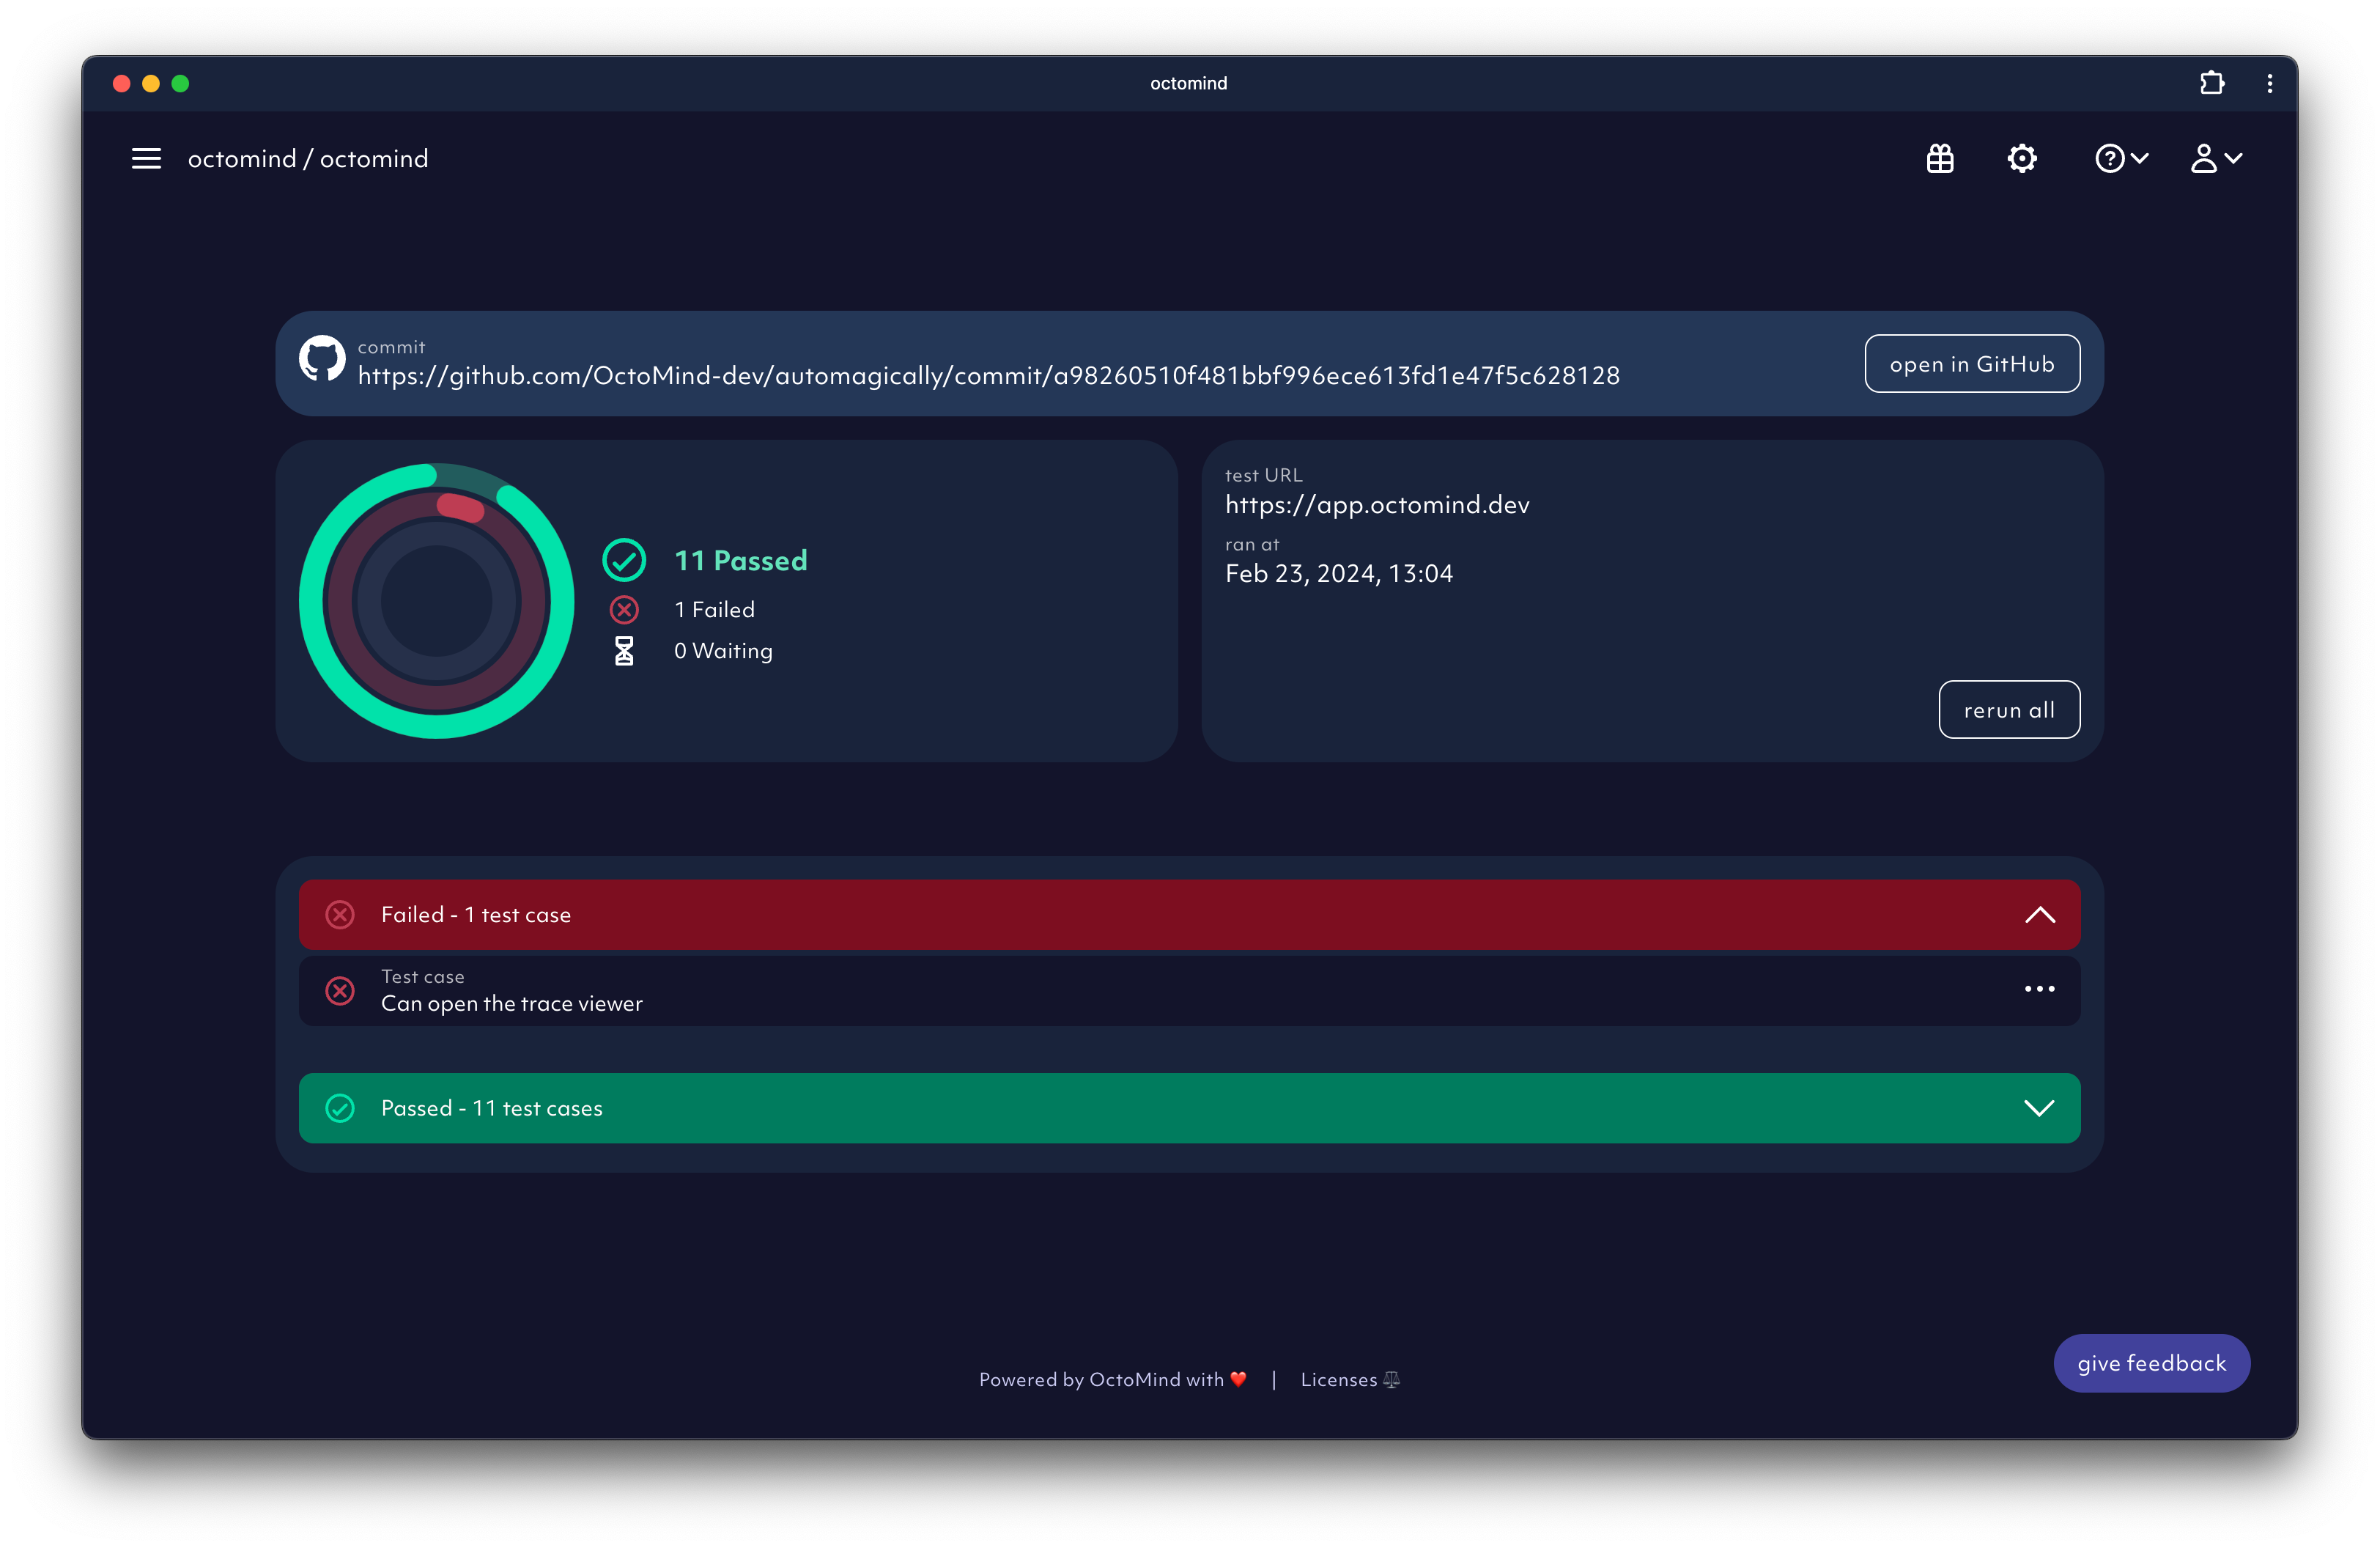 octomind
octomind / octomind
commit
https://github.com/OctoMind-dev/automagically/commit/a98260510f481bbf996ece613fd1e47f5c628128
open in GitHub
11 Passed
1 Failed
0 Waiting
test URL
https://app.octomind.dev
ran at
Feb 23, 2024, 13:04
rerun all
Failed - 1 test case
Test case
Can open the trace viewer
Passed - 11 test cases
Powered by OctoMind with ❤️ | Licenses ⚖️
give feedback